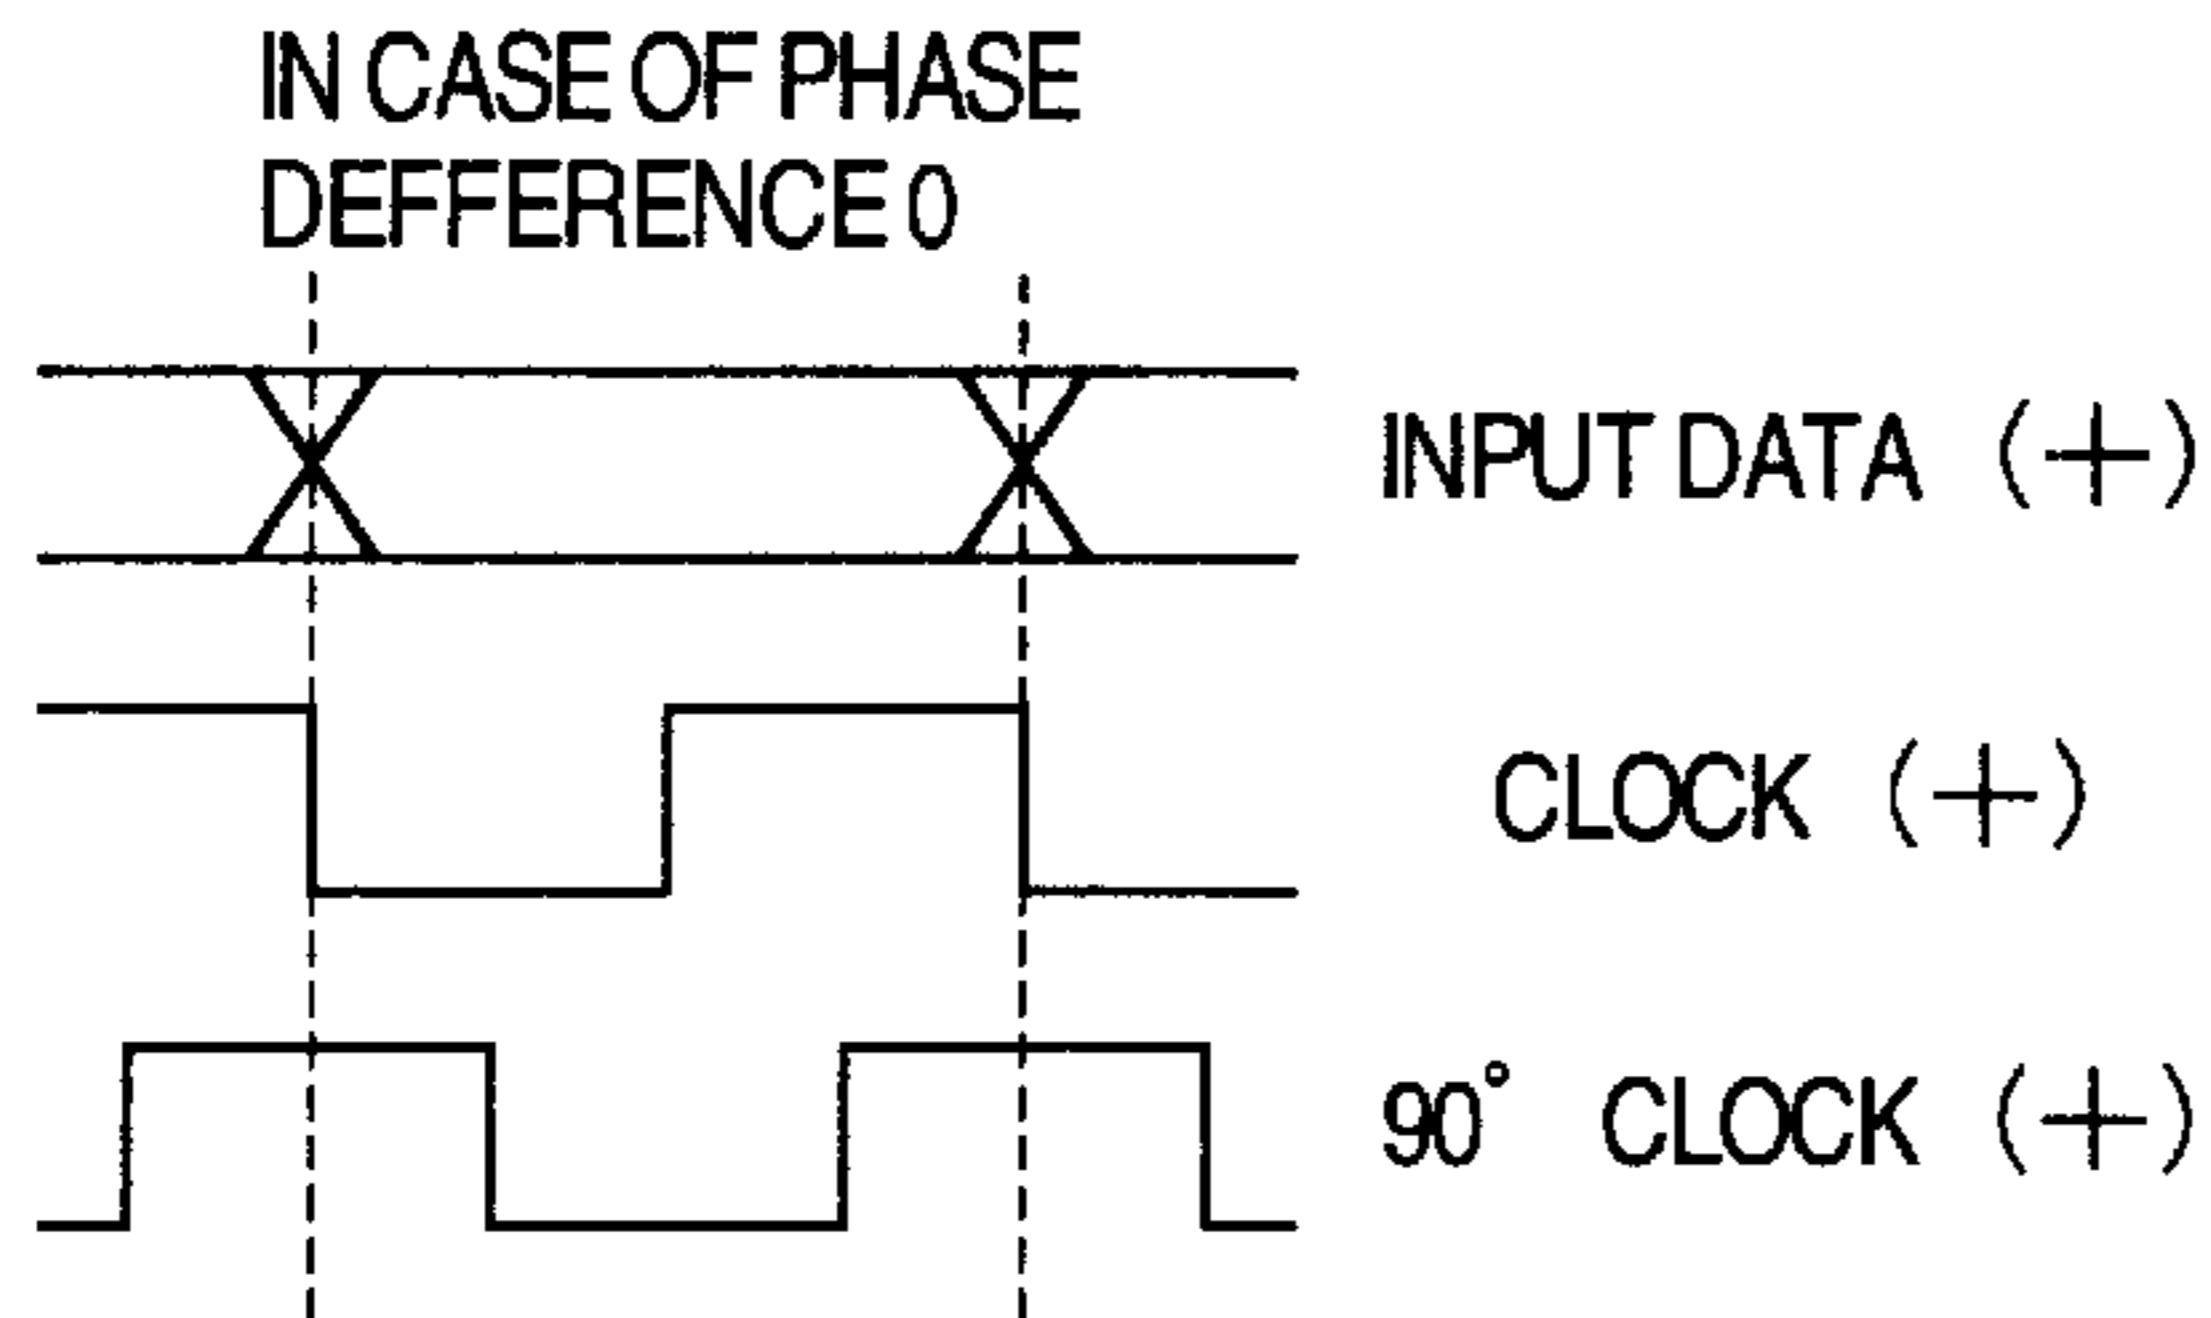 IN CASE OF PHASE
DEFFERENCE 0
INPUT DATA (+)
CLOCK (+)
90° CLOCK (+)